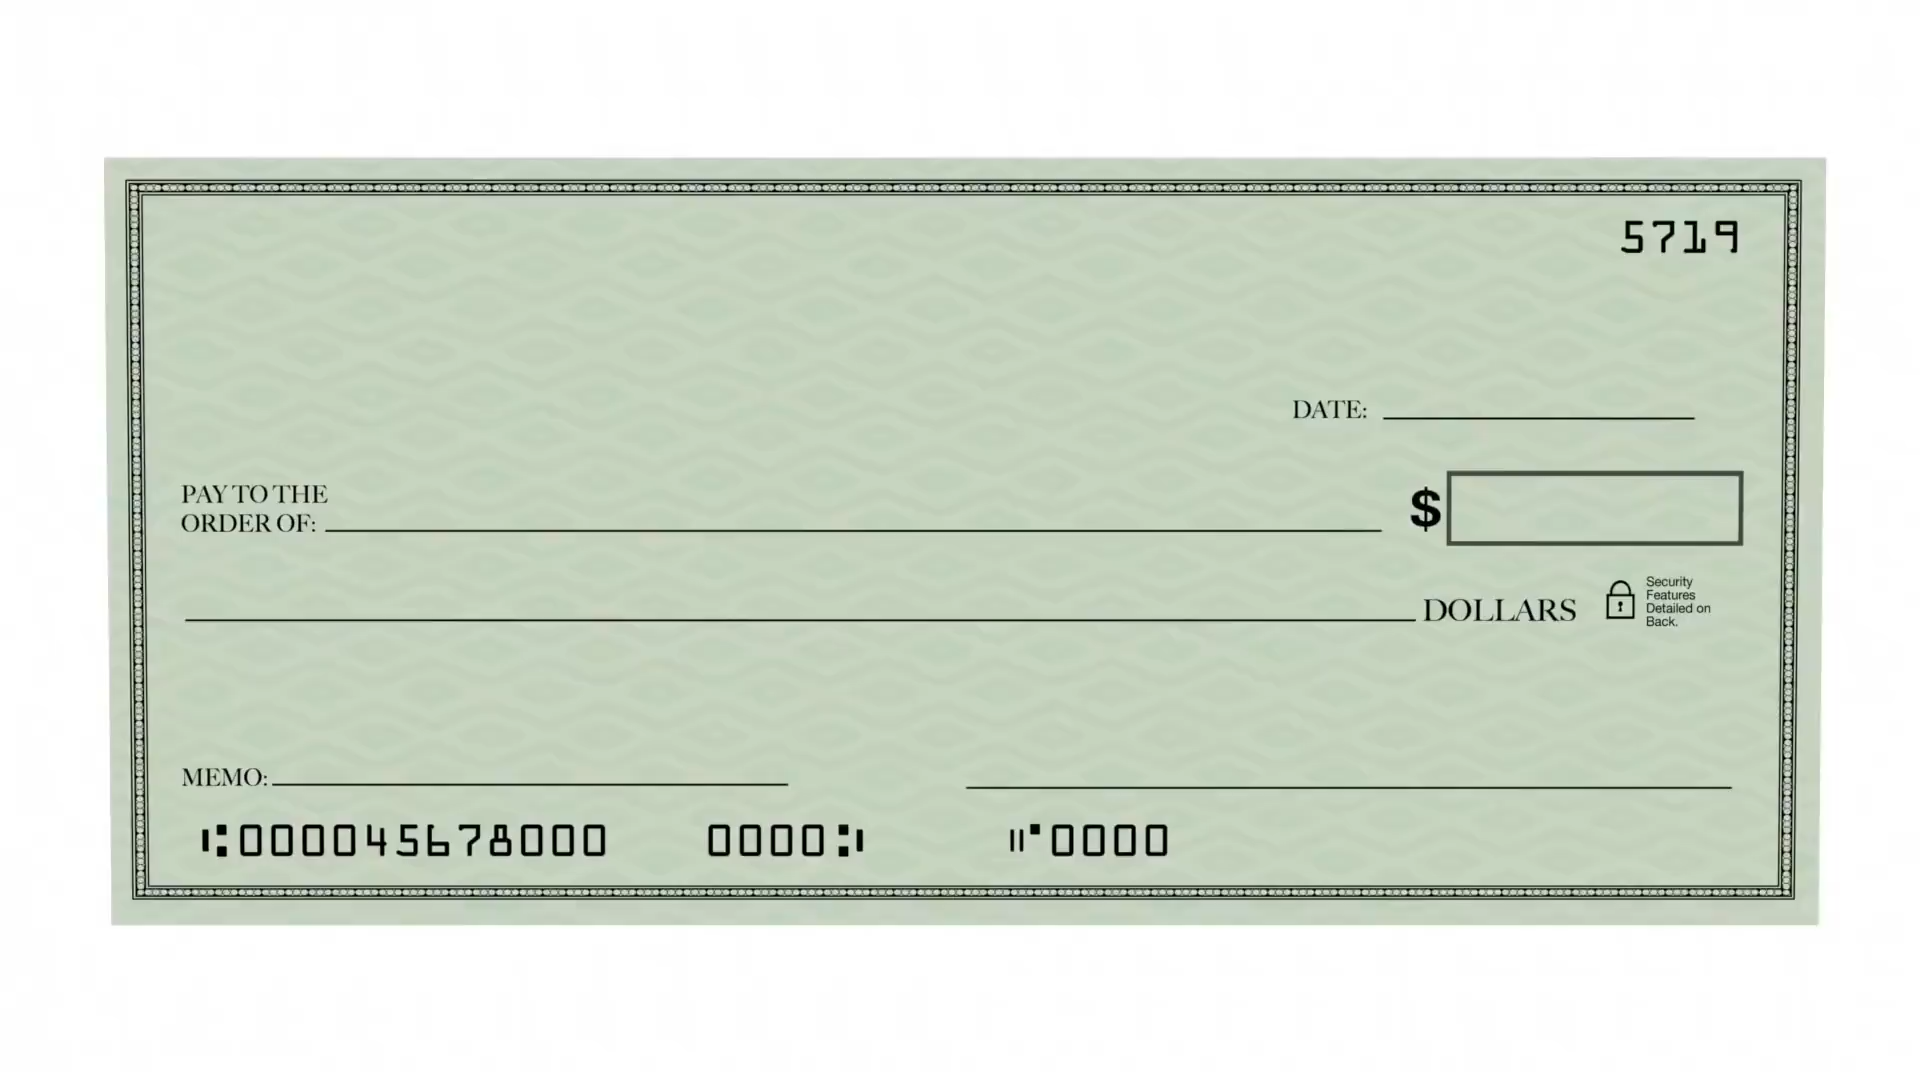 5719
DATE:
PAY TO THE
ORDER OF:
$
DOLLARS
Security
Features
Detailed on
Back.
MEMO:
⑆000045678000 0000⑆ ⑈0000